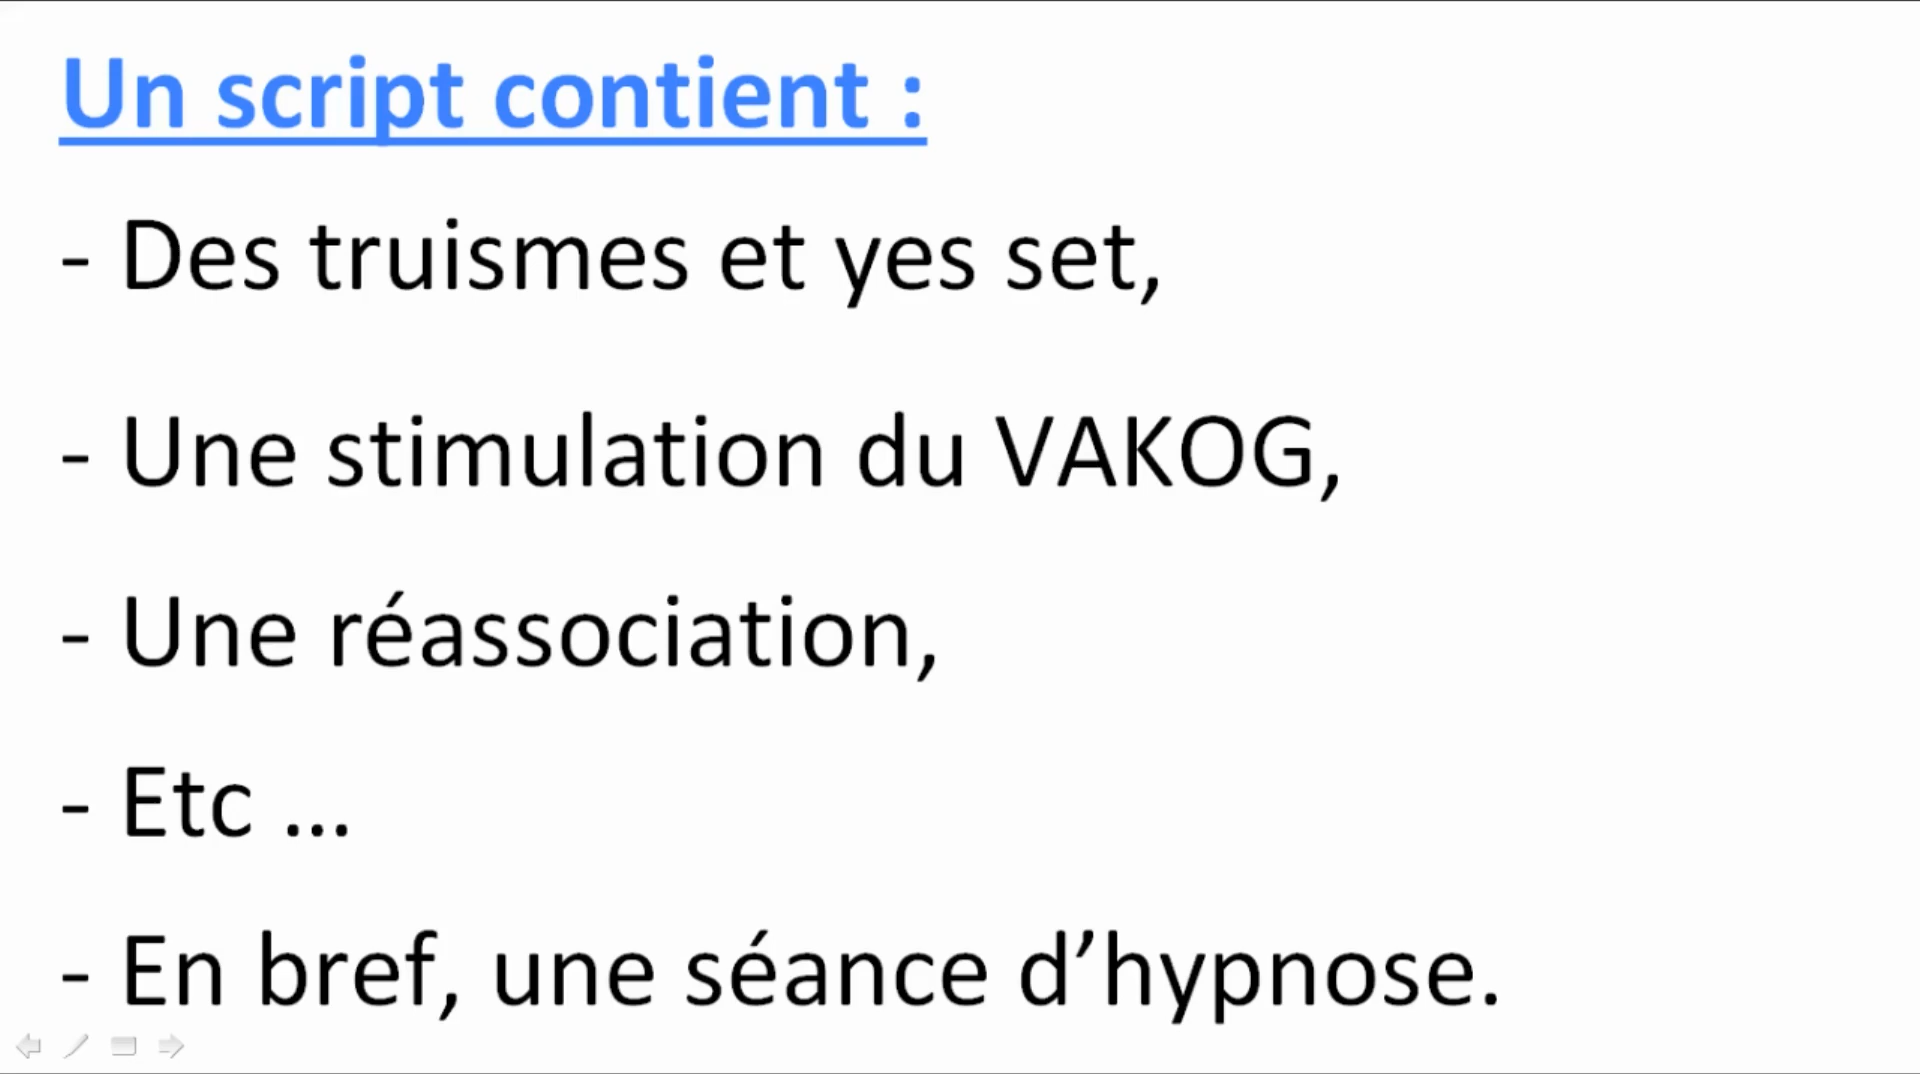 Un script contient :
- Des truismes et yes set,
- Une stimulation du VAKOG,
- Une réassociation,
- Etc ...
- En bref, une séance d’hypnose.